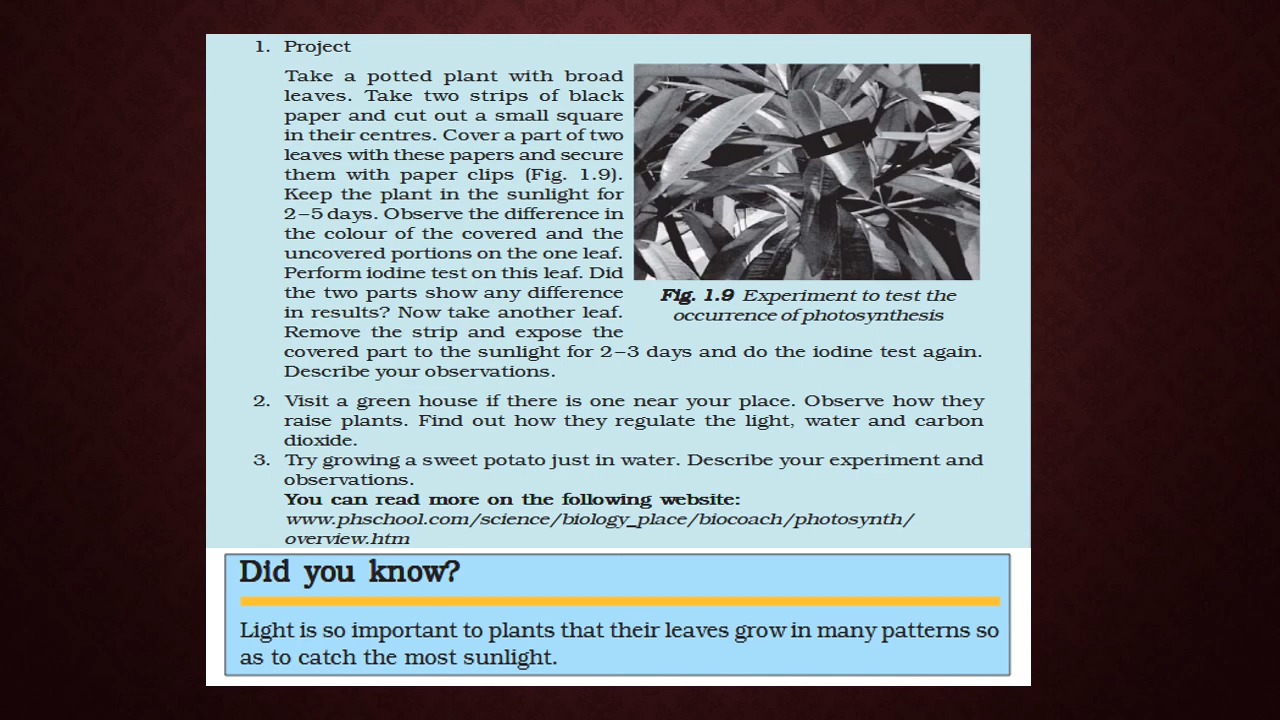 1. Project
Take a potted plant with broad
leaves. Take two strips of black
paper and cut out a small square
in their centres. Cover a part of two
leaves with these papers and secure
them with paper clips (Fig. 1.9).
Keep the plant in the sunlight for
2–5 days. Observe the difference in
the colour of the covered and the
uncovered portions on the one leaf.
Perform iodine test on this leaf. Did
the two parts show any difference
in results? Now take another leaf.
Remove the strip and expose the
covered part to the sunlight for 2–3 days and do the iodine test again.
Describe your observations.
Fig. 1.9 Experiment to test the
occurrence of photosynthesis
2. Visit a green house if there is one near your place. Observe how they
raise plants. Find out how they regulate the light, water and carbon
dioxide.
3. Try growing a sweet potato just in water. Describe your experiment and
observations.
You can read more on the following website:
www.phschool.com/science/biology_place/biocoach/photosynth/
overview.htm
Did you know?
Light is so important to plants that their leaves grow in many patterns so
as to catch the most sunlight.